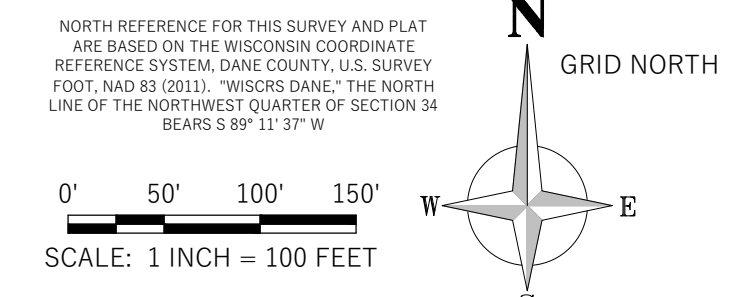 NORTH REFERENCE FOR THIS SURVEY AND PLAT
ARE BASED ON THE WISCONSIN COORDINATE
REFERENCE SYSTEM, DANE COUNTY, U.S. SURVEY
FOOT, NAD 83 (2011). "WISCRS DANE," THE NORTH
LINE OF THE NORTHWEST QUARTER OF SECTION 34
BEARS S 89° 11' 37" W
N
GRID NORTH
W
E
0' 50' 100' 150'
SCALE: 1 INCH = 100 FEET